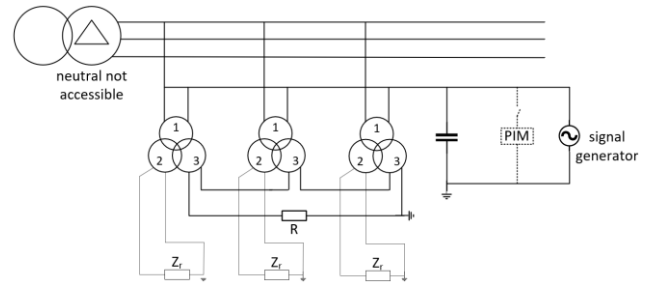 neutral not
accessible
1
1
1
2
3
2
3
2
3
PIM
signal
generator
R
Zr
Zr
Zr